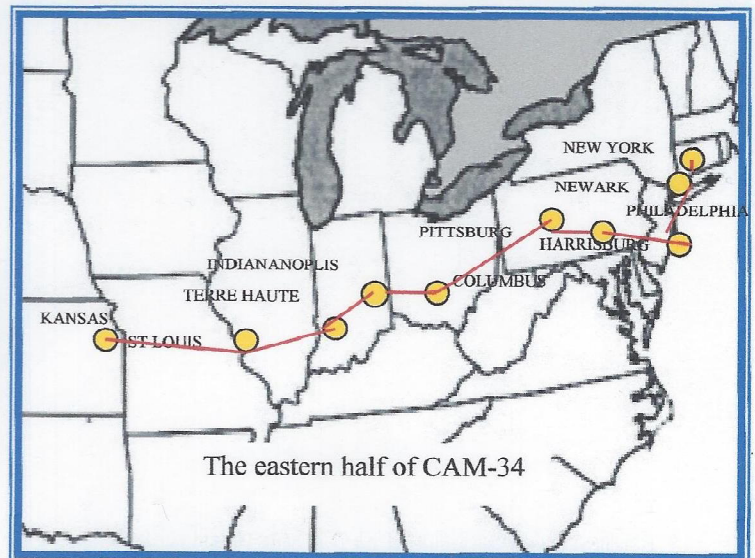 NEW YORK
NEWARK
PHILADELPHIA
PITTSBURG
HARRISBURG
INDIANANOPLIS
COLUMBUS
TERRE HAUTE
KANSAS
ST LOUIS
The eastern half of CAM-34